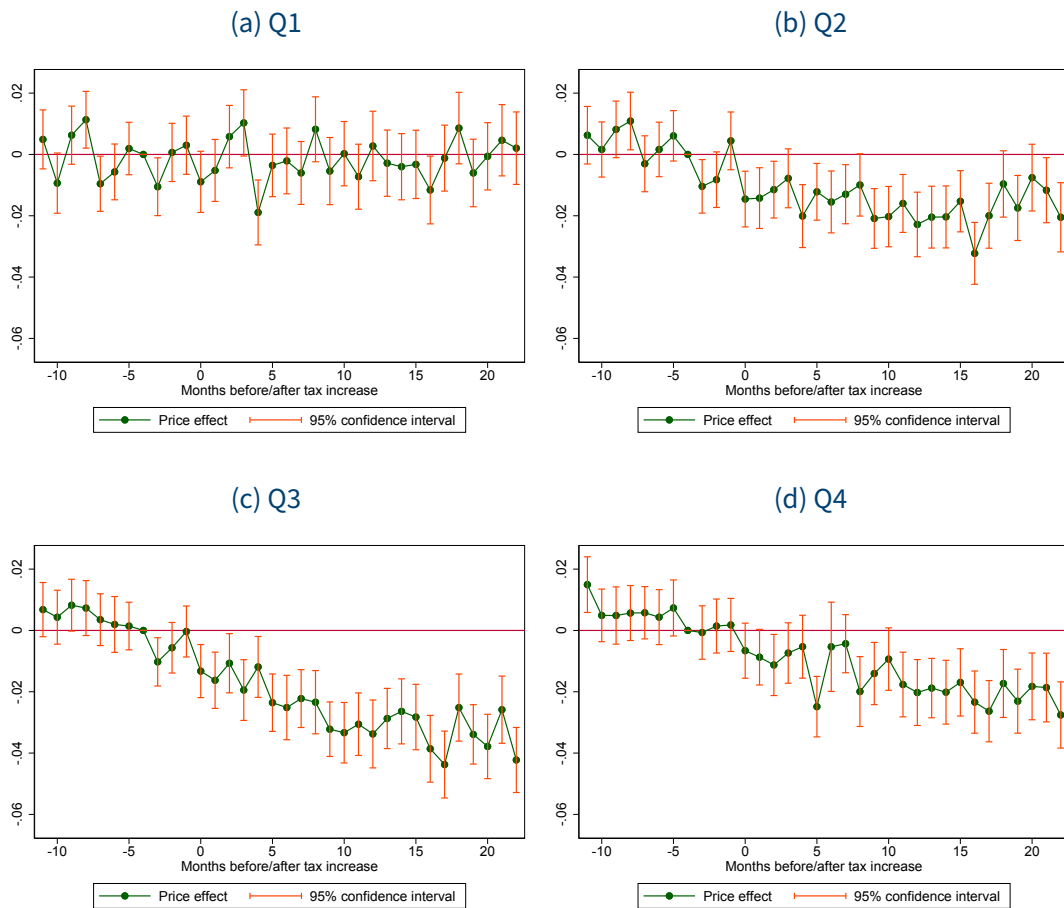 (a) Q1
.02
0
-.02
-.04
-.06
-10 -5 0 5 10 15 20
Months before/after tax increase
Price effect 95% confidence interval
(b) Q2
.02
0
-.02
-.04
-.06
-10 -5 0 5 10 15 20
Months before/after tax increase
Price effect 95% confidence interval
(c) Q3
.02
0
-.02
-.04
-.06
-10 -5 0 5 10 15 20
Months before/after tax increase
Price effect 95% confidence interval
(d) Q4
.02
0
-.02
-.04
-.06
-10 -5 0 5 10 15 20
Months before/after tax increase
Price effect 95% confidence interval